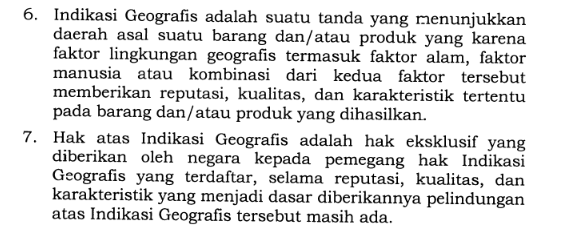 6. Indikasi Geografis adalah suatu tanda yang menunjukkan
daerah asal suatu barang dan/atau produk yang karena
faktor lingkungan geografis termasuk faktor alam, faktor
manusia atau kombinasi dari kedua faktor tersebut
memberikan reputasi, kualitas, dan karakteristik tertentu
pada barang dan/atau produk yang dihasilkan.
7. Hak atas Indikasi Geografis adalah hak eksklusif yang
diberikan oleh negara kepada pemegang hak Indikasi
Geografis yang terdaftar, selama reputasi, kualitas, dan
karakteristik yang menjadi dasar diberikannya pelindungan
atas Indikasi Geografis tersebut masih ada.